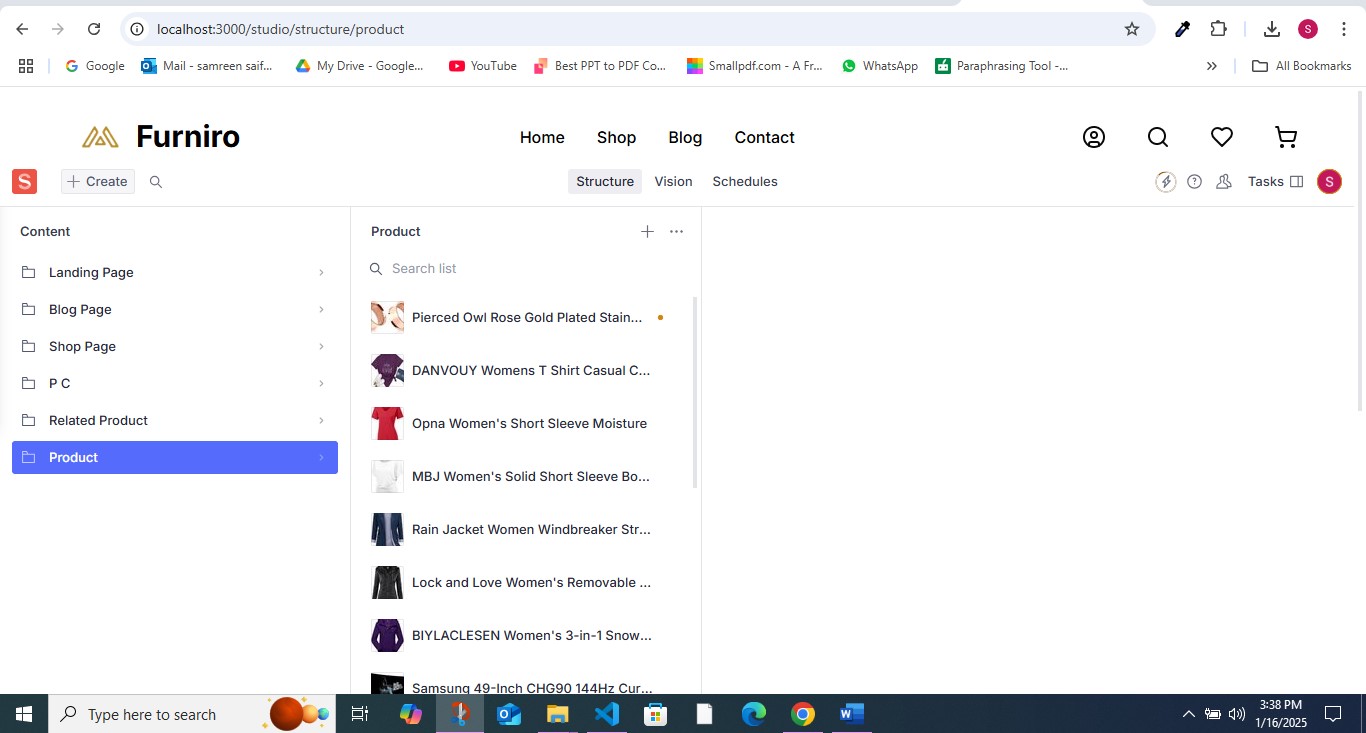 localhost:3000/studio/structure/product
S
Google
Mail - samreen saif...
My Drive - Google...
YouTube
Best PPT to PDF Co...
Smallpdf.com - A Fr...
WhatsApp
Paraphrasing Tool -...
All Bookmarks
Furniro
Home
Shop
Blog
Contact
S
Create
Structure
Vision
Schedules
Tasks
S
Content
Landing Page
Blog Page
Shop Page
P C
Related Product
Product
Product
Search list
Pierced Owl Rose Gold Plated Stain...
DANVOUY Womens T Shirt Casual C...
Opna Women's Short Sleeve Moisture
MBJ Women's Solid Short Sleeve Bo...
Rain Jacket Women Windbreaker Str...
Lock and Love Women's Removable ...
BIYLACLESEN Women's 3-in-1 Snow...
Samsung 49-Inch CHG90 144Hz Cur...
Type here to search
3:38 PM
1/16/2025